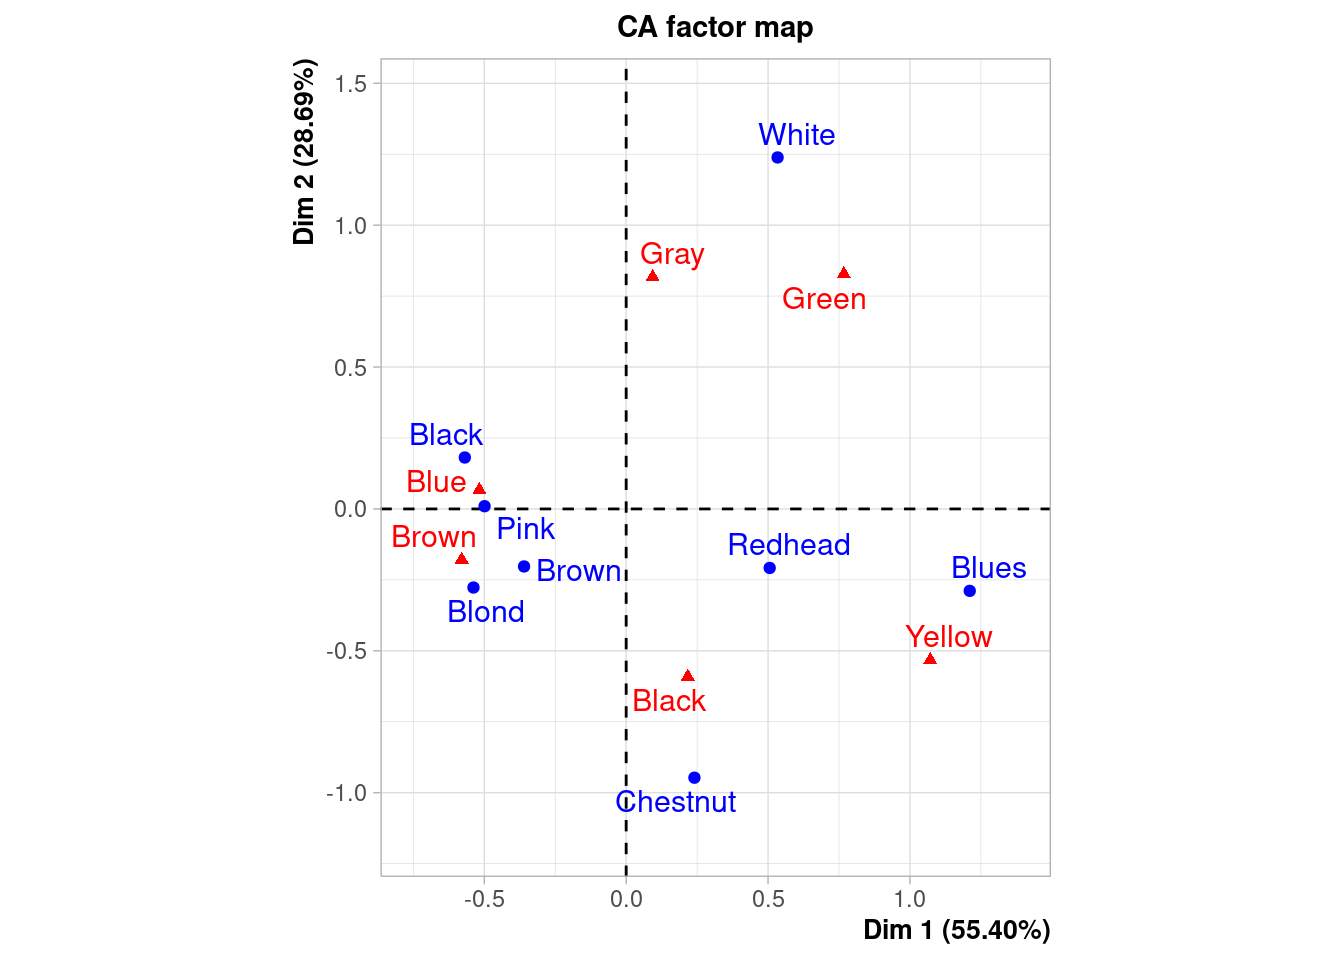 CA factor map
Dim 2 (28.69%)
1.5
1.0
0.5
0.0
-0.5
-1.0
White
Gray
Green
Black
Blue
Pink
Brown
Brown
Blond
Redhead
Blues
Yellow
Black
Chestnut
-0.5
0.0
0.5
1.0
Dim 1 (55.40%)